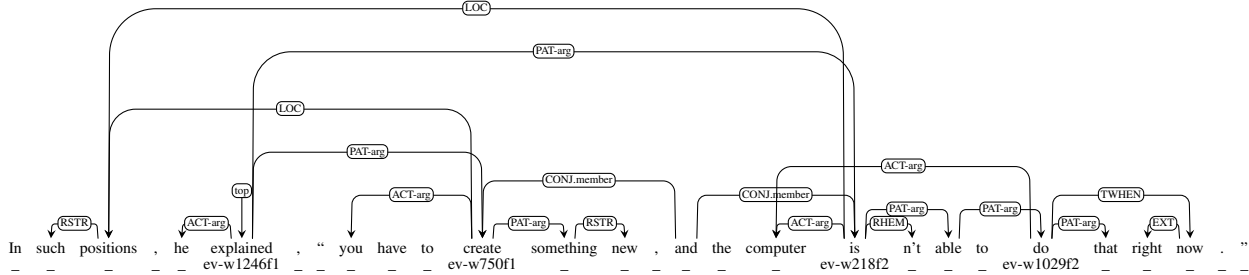 LOC
PAT-arg
LOC
PAT-arg
ACT-arg
CONJ.member
top
ACT-arg
CONJ.member
TWHEN
PAT-arg
PAT-arg
RSTR
ACT-arg
PAT-arg
RSTR
ACT-arg
RHEM
PAT-arg
EXT
In such positions , he explained , “ you have to create something new , and the computer is n’t able to do that right now . ”
_ _ _ _ _ ev-w1246f1 _ _ _ _ _ ev-w750f1 _ _ _ _ _ _ ev-w218f2 _ _ _ ev-w1029f2 _ _ _ _ _